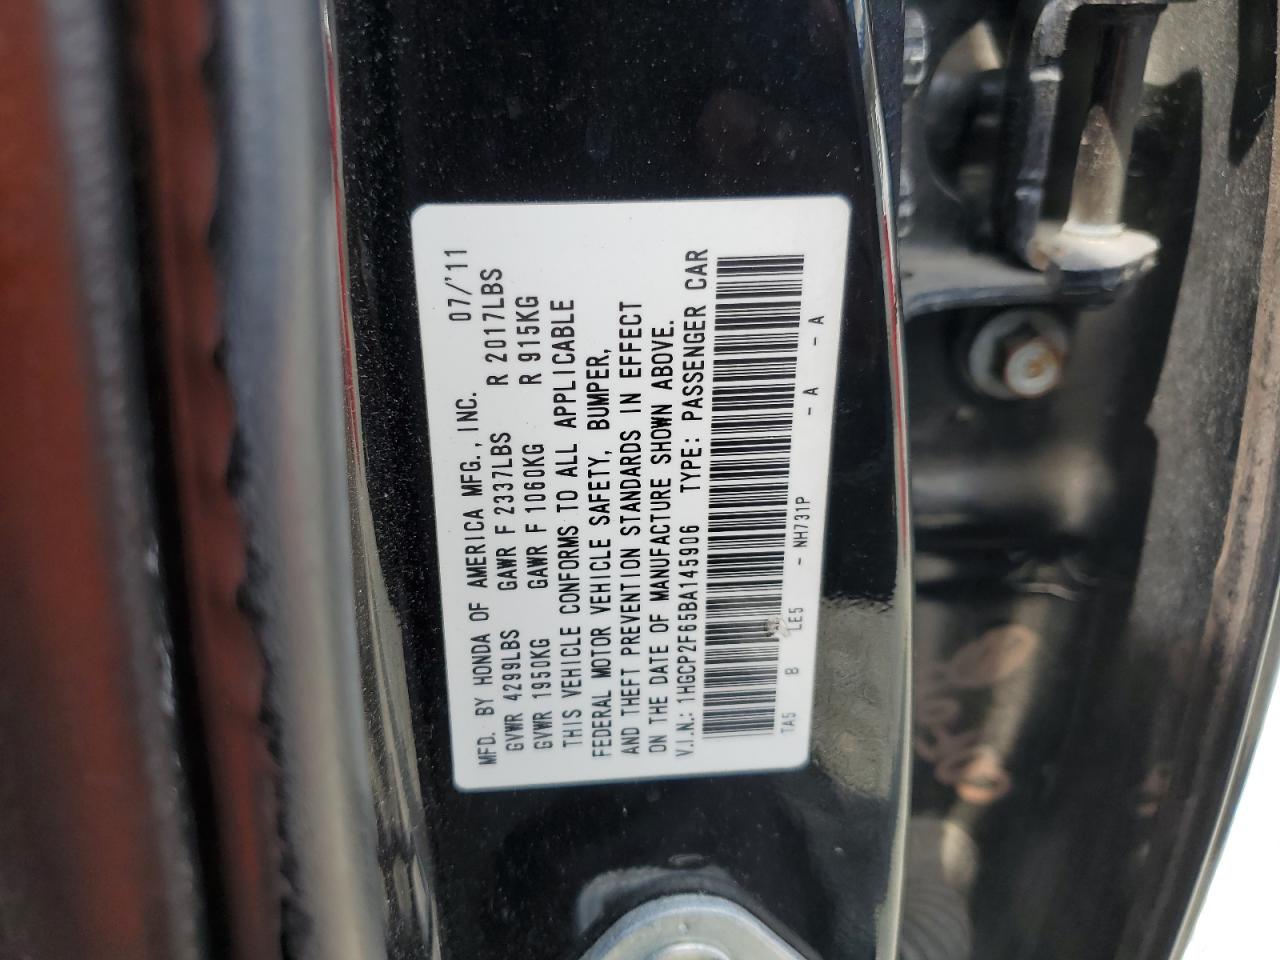 MFD. BY HONDA OF AMERICA MFG., INC. 07/'11
GVWR 4299LBS GAWR F 2337LBS R 2017LBS
GVWR 1950KG GAWR F 1060KG R 915KG
THIS VEHICLE CONFORMS TO ALL APPLICABLE
FEDERAL MOTOR VEHICLE SAFETY, BUMPER,
AND THEFT PREVENTION STANDARDS IN EFFECT
ON THE DATE OF MANUFACTURE SHOWN ABOVE.
V.I.N.: 1HGCP2F65BA145906 TYPE: PASSENGER CAR
TA5 B LE5 - NH731P - A - A